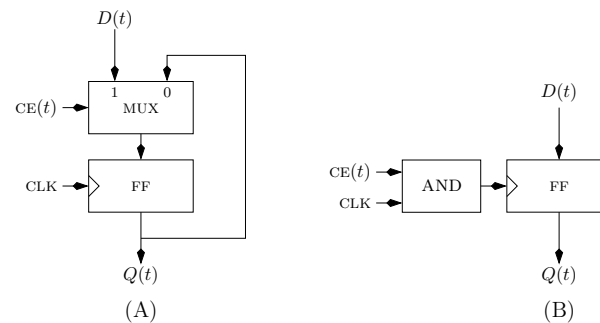 D(t)
1 0
MUX
CE(t)
CLK
FF
Q(t)
(A)
D(t)
CE(t)
CLK
AND
FF
Q(t)
(B)